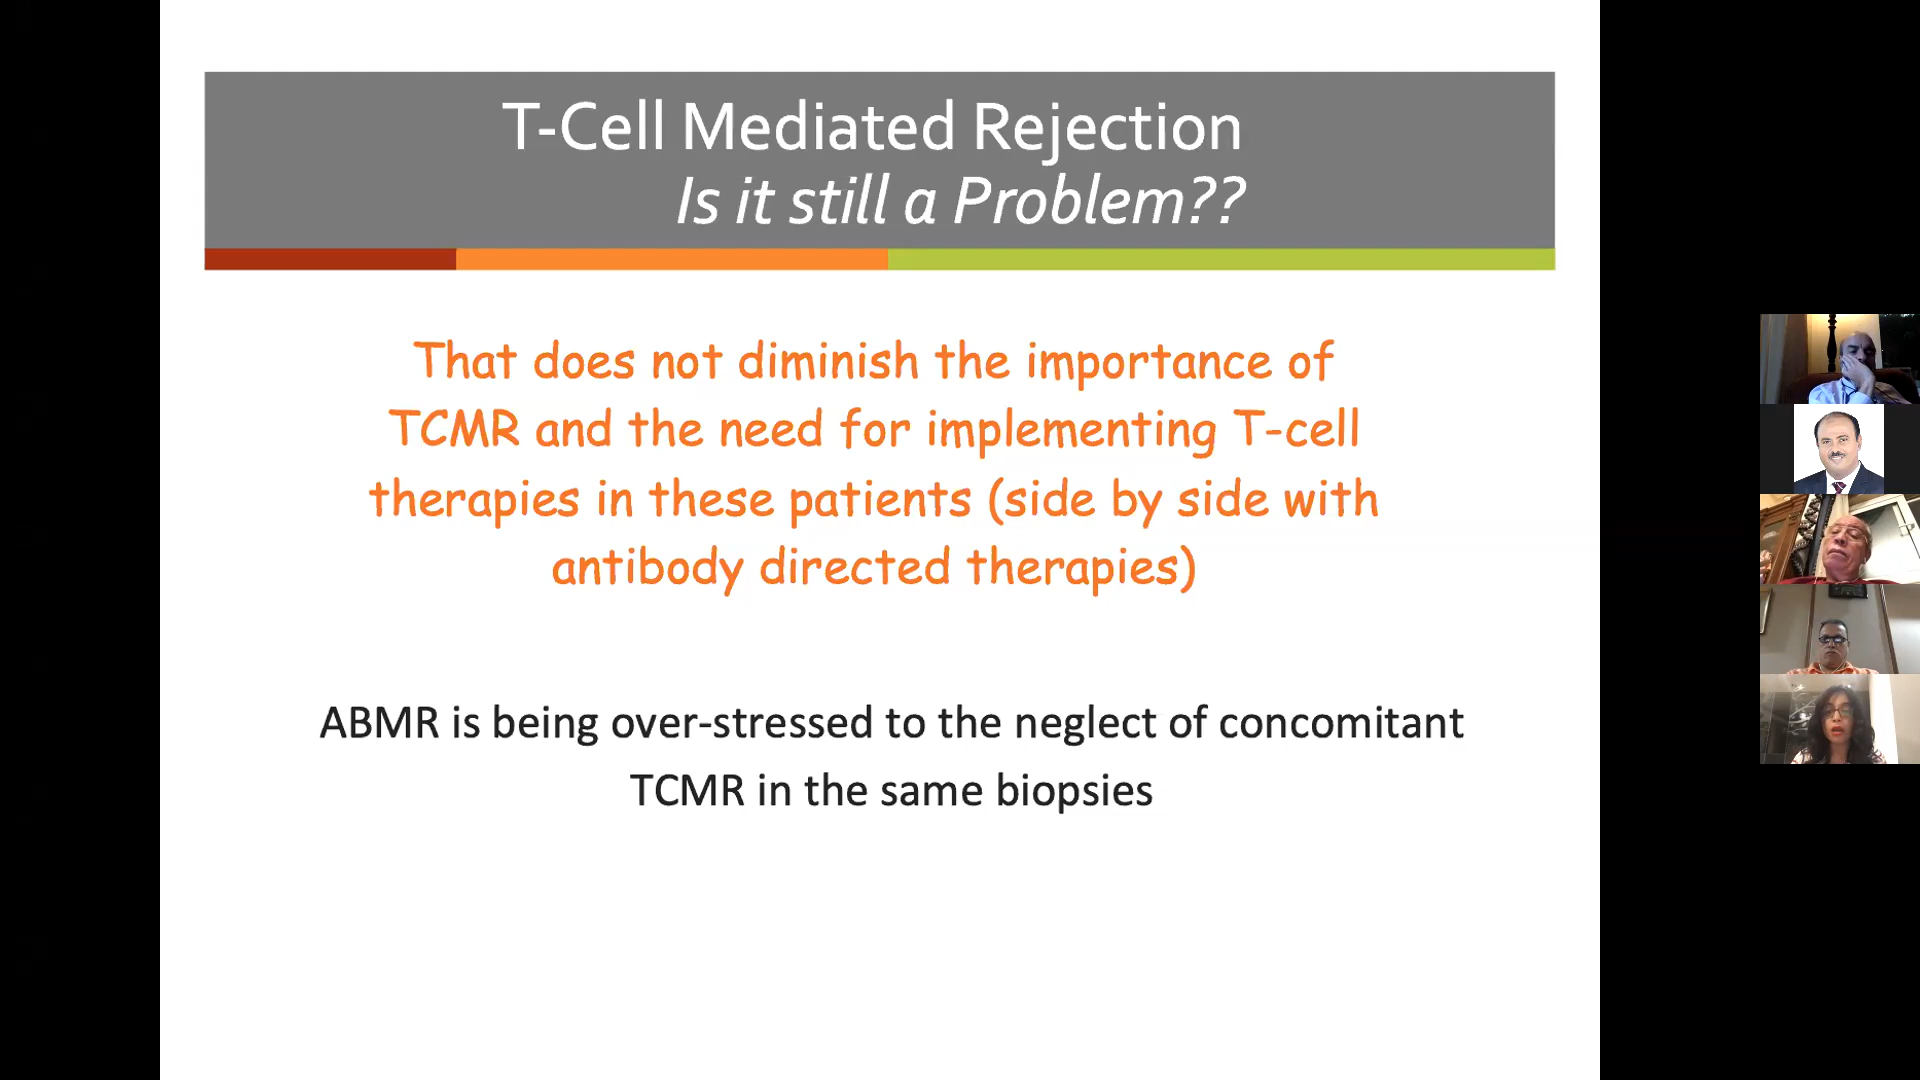 T-Cell Mediated Rejection
Is it still a Problem??
That does not diminish the importance of
TCMR and the need for implementing T-cell
therapies in these patients (side by side with
antibody directed therapies)
ABMR is being over-stressed to the neglect of concomitant
TCMR in the same biopsies